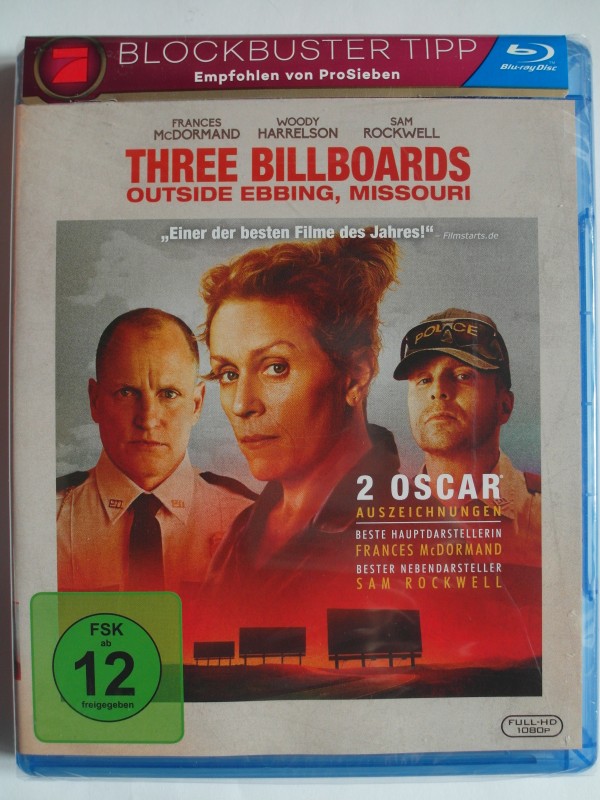 BLOCKBUSTER TIPP
Empfohlen von ProSieben
Blu-ray Disc
FRANCES McDORMAND
WOODY HARRELSON
SAM ROCKWELL
THREE BILLBOARDS
OUTSIDE EBBING, MISSOURI
„Einer der besten Filme des Jahres!“ – Filmstarts.de
POLICE
2 OSCAR
AUSZEICHNUNGEN
BESTE HAUPTDARSTELLERIN
FRANCES McDORMAND
BESTER NEBENDARSTELLER
SAM ROCKWELL
FSK
ab
12
freigegeben
FULL-HD
1080P